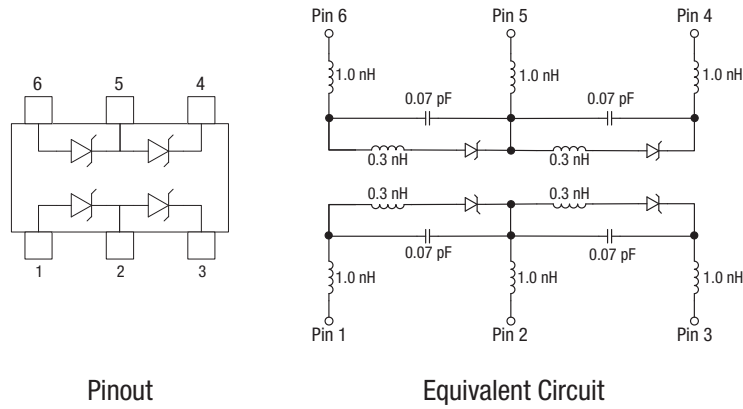 Pin 6 Pin 5 Pin 4
6 5 4
1.0 nH 1.0 nH 1.0 nH
0.07 pF 0.07 pF
0.3 nH 0.3 nH
0.3 nH 0.3 nH
0.07 pF 0.07 pF
1 2 3
1.0 nH 1.0 nH 1.0 nH
Pin 1 Pin 2 Pin 3
Pinout Equivalent Circuit